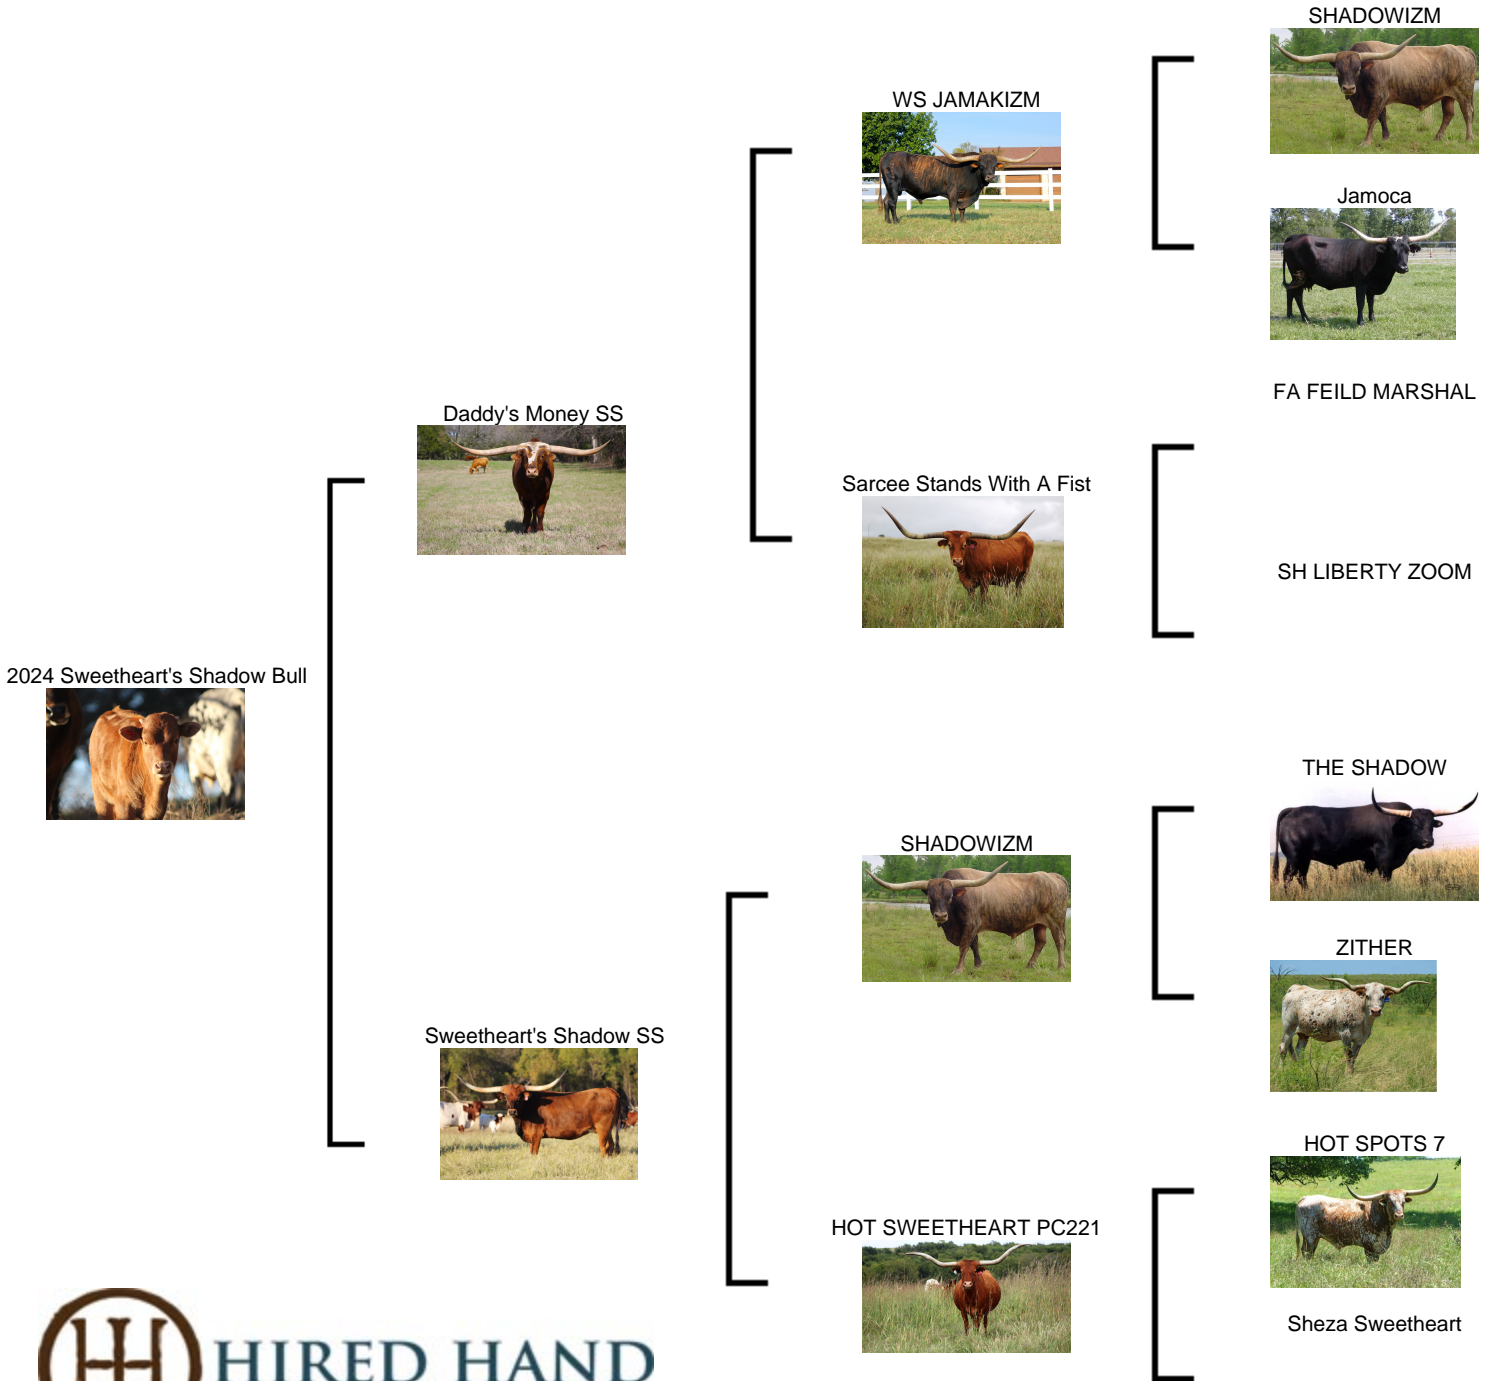 SHADOWIZM
WS JAMAKIZM
Jamoca
FA FEILD MARSHAL
Daddy's Money SS
Sarcee Stands With A Fist
SH LIBERTY ZOOM
2024 Sweetheart's Shadow Bull
THE SHADOW
SHADOWIZM
ZITHER
Sweetheart's Shadow SS
HOT SPOTS 7
HOT SWEETHEART PC221
Sheza Sweetheart
HIRED HAND